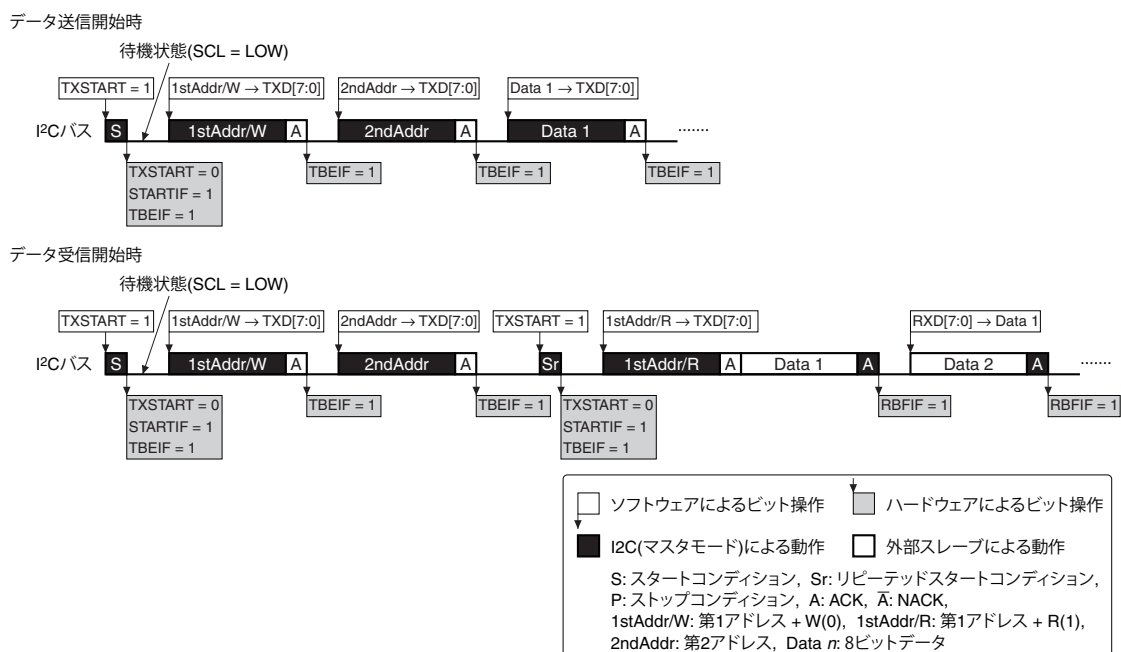 データ送信開始時
待機状態(SCL = LOW)
TXSTART = 1 1stAddr/W → TXD[7:0] 2ndAddr → TXD[7:0] Data 1 → TXD[7:0]
I²Cバス S 1stAddr/W A 2ndAddr A Data 1 A .......
TXSTART = 0 TBEIF = 1 TBEIF = 1 TBEIF = 1
STARTIF = 1
TBEIF = 1
データ受信開始時
待機状態(SCL = LOW)
TXSTART = 1 1stAddr/W → TXD[7:0] 2ndAddr → TXD[7:0] TXSTART = 1 1stAddr/R → TXD[7:0] RXD[7:0] → Data 1
I²Cバス S 1stAddr/W A 2ndAddr A Sr 1stAddr/R A Data 1 A Data 2 A .......
TXSTART = 0 TBEIF = 1 TBEIF = 1 TXSTART = 0 RBFIF = 1 RBFIF = 1
STARTIF = 1 STARTIF = 1
TBEIF = 1 TBEIF = 1
ソフトウェアによるビット操作 ハードウェアによるビット操作
I2C(マスタモード)による動作 外部スレーブによる動作
S: スタートコンディション, Sr: リピーテッドスタートコンディション,
P: ストップコンディション, A: ACK, A̅: NACK,
1stAddr/W: 第1アドレス + W(0), 1stAddr/R: 第1アドレス + R(1),
2ndAddr: 第2アドレス, Data n: 8ビットデータ